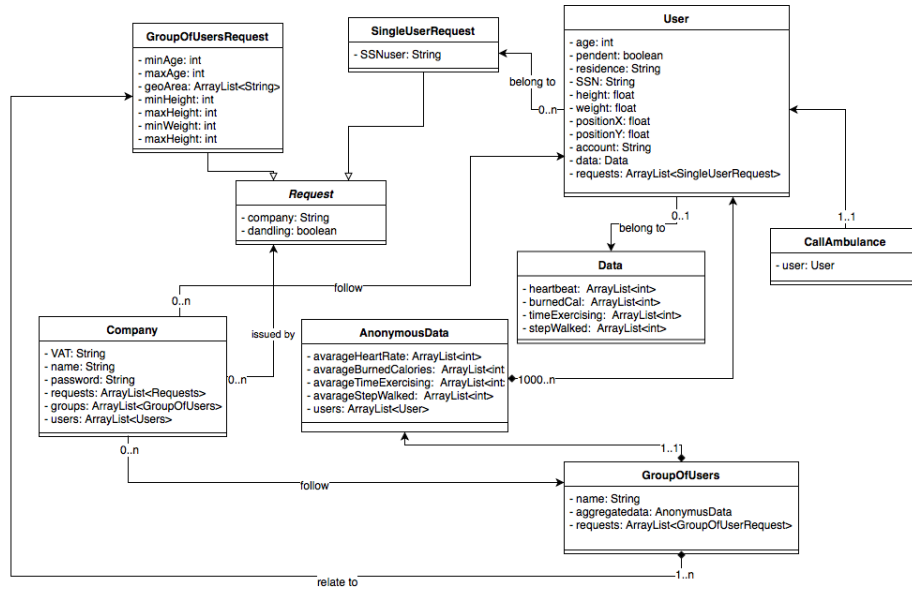 GroupOfUsersRequest
- minAge: int
- maxAge: int
- geoArea: ArrayList<String>
- minHeight: int
- maxHeight: int
- minWeight: int
- maxHeight: int
SingleUserRequest
- SSNuser: String
User
- age: int
- pendent: boolean
- residence: String
- SSN: String
- height: float
- weight: float
- positionX: float
- positionY: float
- account: String
- data: Data
- requests: ArrayList<SingleUserRequest>
belong to
0..n
Request
- company: String
- dandling: boolean
0..1
belong to
1..1
CallAmbulance
- user: User
Data
- heartbeat: ArrayList<int>
- burnedCal: ArrayList<int>
- timeExercising: ArrayList<int>
- stepWalked: ArrayList<int>
follow
0..n
issued by
Company
- VAT: String
- name: String
- password: String
- requests: ArrayList<Requests>
- groups: ArrayList<GroupOfUsers>
- users: ArrayList<Users>
0..n
AnonymousData
- avarageHeartRate: ArrayList<int>
- avarageBurnedCalories: ArrayList<int
- avarageTimeExercising: ArrayList<int
- avarageStepWalked: ArrayList<int>
- users: ArrayList<User>
1000..n
0..n
1..1
follow
GroupOfUsers
- name: String
- aggregatedata: AnonymusData
- requests: ArrayList<GroupOfUserRequest>
1..n
relate to